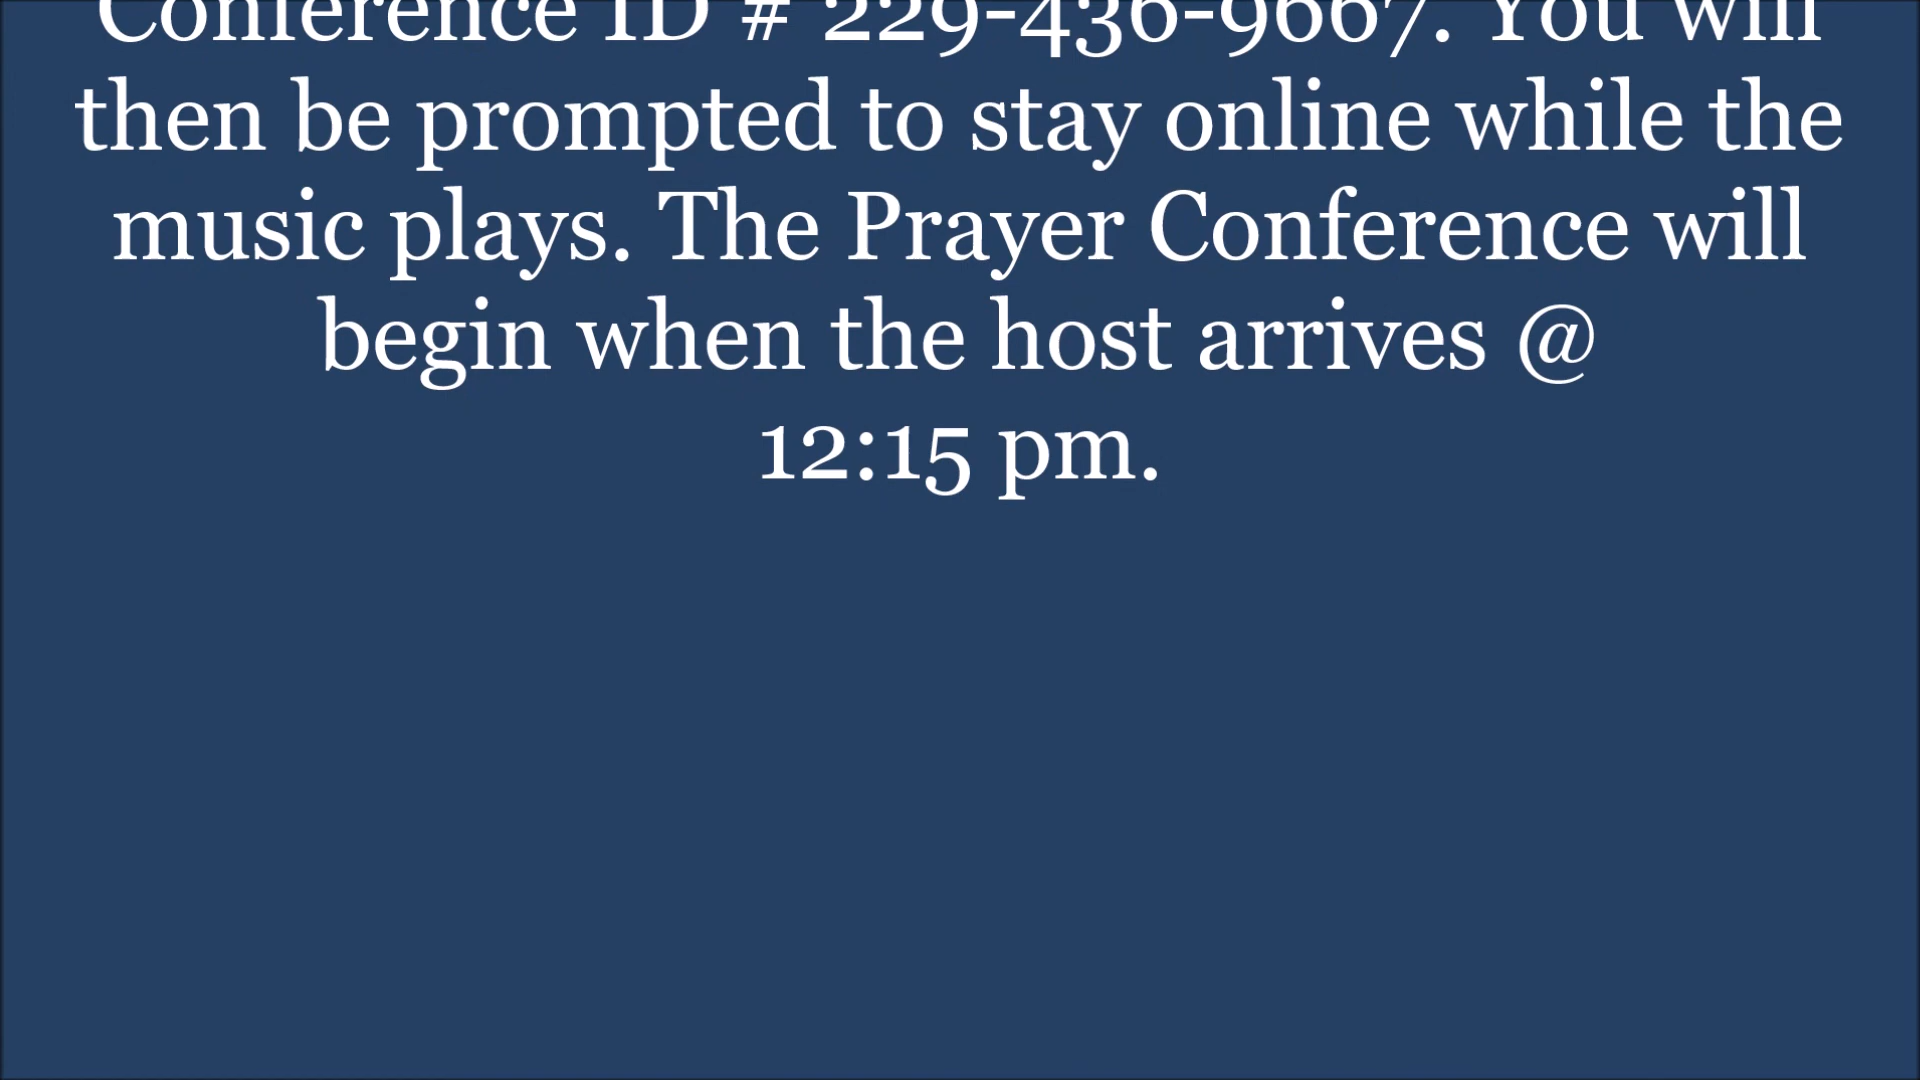 Conference ID # 229-436-9667. You will
then be prompted to stay online while the
music plays. The Prayer Conference will
begin when the host arrives @
12:15 pm.